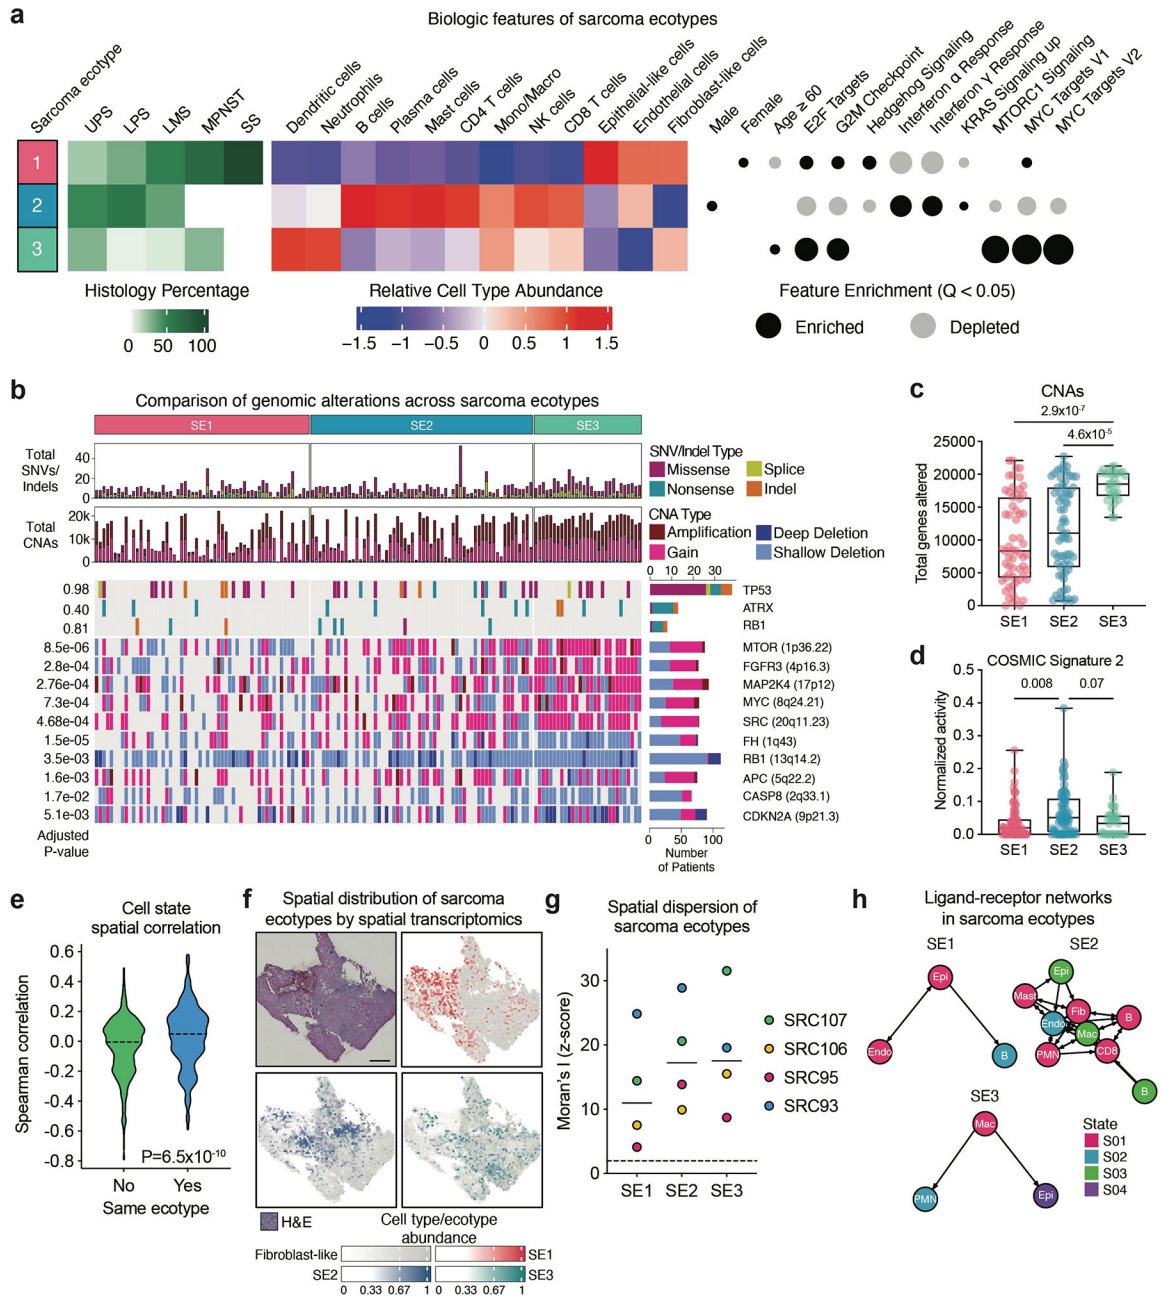 a
Biologic features of sarcoma ecotypes
Sarcoma ecotype
UPS
LPS
LMS
MPNST
SS
Dendritic cells
Neutrophils
B cells
Plasma cells
Mast cells
CD4 T cells
Mono/Macro
NK cells
CD8 T cells
Epithelial-like cells
Endothelial cells
Fibroblast-like cells
Male
Female
Age ≥ 60
E2F Targets
G2M Checkpoint
Hedgehog Signaling
Interferon α Response
Interferon γ Response
KRAS Signaling up
MTORC1 Signaling
MYC Targets V1
MYC Targets V2
1
2
3
Histology Percentage
0 50 100
Relative Cell Type Abundance
−1.5 −1 −0.5 0 0.5 1 1.5
Feature Enrichment (Q < 0.05)
Enriched
Depleted
b
Comparison of genomic alterations across sarcoma ecotypes
SE1 SE2 SE3
Total SNVs/ Indels
40
20
0
Total CNAs
20k
10k
0
SNV/Indel Type
Missense
Splice
Nonsense
Indel
CNA Type
Amplification
Deep Deletion
Gain
Shallow Deletion
0 10 20 30
0.98 TP53
0.40 ATRX
0.81 RB1
8.5e-06 MTOR (1p36.22)
2.8e-04 FGFR3 (4p16.3)
2.76e-04 MAP2K4 (17p12)
7.3e-04 MYC (8q24.21)
4.68e-04 SRC (20q11.23)
1.5e-05 FH (1q43)
3.5e-03 RB1 (13q14.2)
1.6e-03 APC (5q22.2)
1.7e-02 CASP8 (2q33.1)
5.1e-03 CDKN2A (9p21.3)
Adjusted P-value
0 50 100
Number of Patients
c
CNAs
2.9x10-7
4.6x10-5
Total genes altered
25000
20000
15000
10000
5000
0
SE1 SE2 SE3
d
COSMIC Signature 2
0.008 0.07
Normalized activity
0.5
0.4
0.3
0.2
0.1
0.0
SE1 SE2 SE3
e
Cell state
spatial correlation
Spearman correlation
0.6
0.4
0.2
0.0
-0.2
-0.4
-0.6
-0.8
P=6.5x10-10
No Yes
Same ecotype
f
Spatial distribution of sarcoma
ecotypes by spatial transcriptomics
H&E
Cell type/ecotype
abundance
Fibroblast-like
SE1
SE2
SE3
0 0.33 0.67 1 0 0.33 0.67 1
g
Spatial dispersion of
sarcoma ecotypes
Moran's I (z-score)
30
20
10
0
SE1 SE2 SE3
SRC107
SRC106
SRC95
SRC93
h
Ligand-receptor networks
in sarcoma ecotypes
SE1
Epi
Endo
B
SE2
Epi
Mast
Fib
B
Endo
Mac
PMN
CD8
B
SE3
Mac
PMN
Epi
State
S01
S02
S03
S04